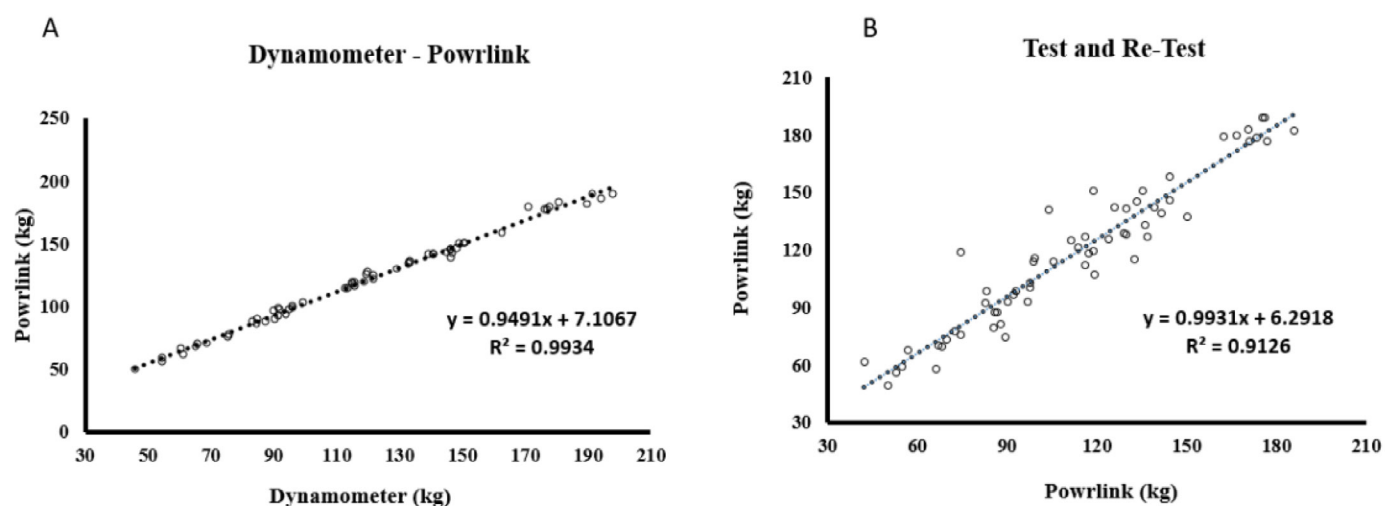 A
Dynamometer - Powrlink
Powrlink (kg)
250
200
150
100
50
0
y = 0.9491x + 7.1067
R² = 0.9934
30 50 70 90 110 130 150 170 190 210
Dynamometer (kg)
B
Test and Re-Test
Powrlink (kg)
210
180
150
120
90
60
30
y = 0.9931x + 6.2918
R² = 0.9126
30 60 90 120 150 180 210
Powrlink (kg)